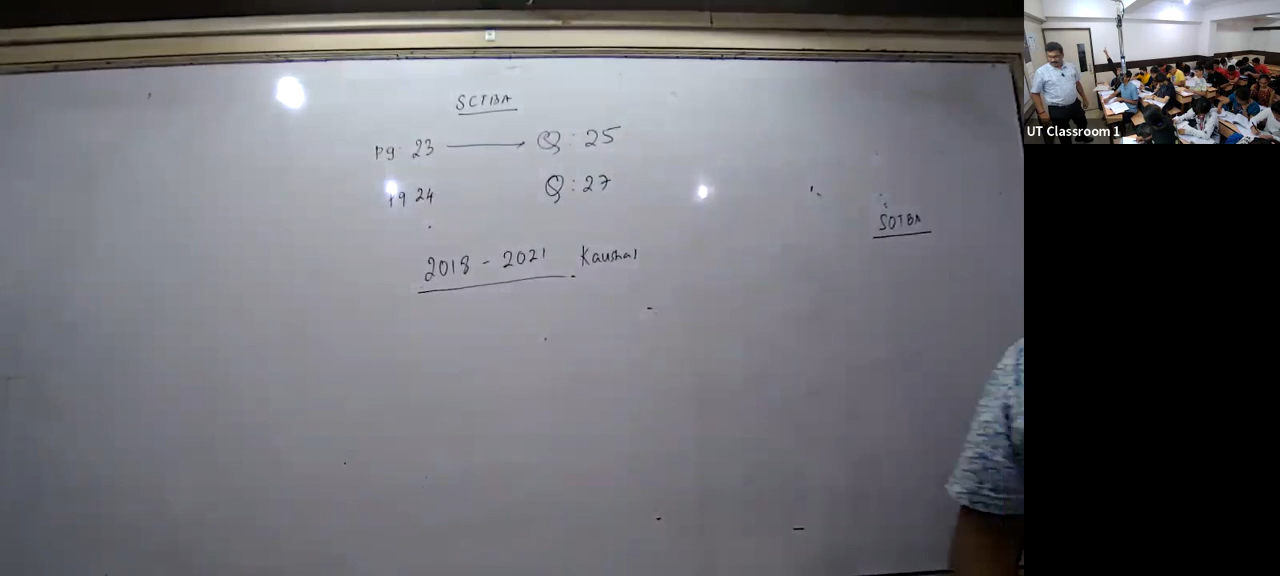 SCTBA
pg 23 → Q : 25
pg 24 Q : 27
2018 - 2021 Kaushal
SOTBA
UT Classroom 1